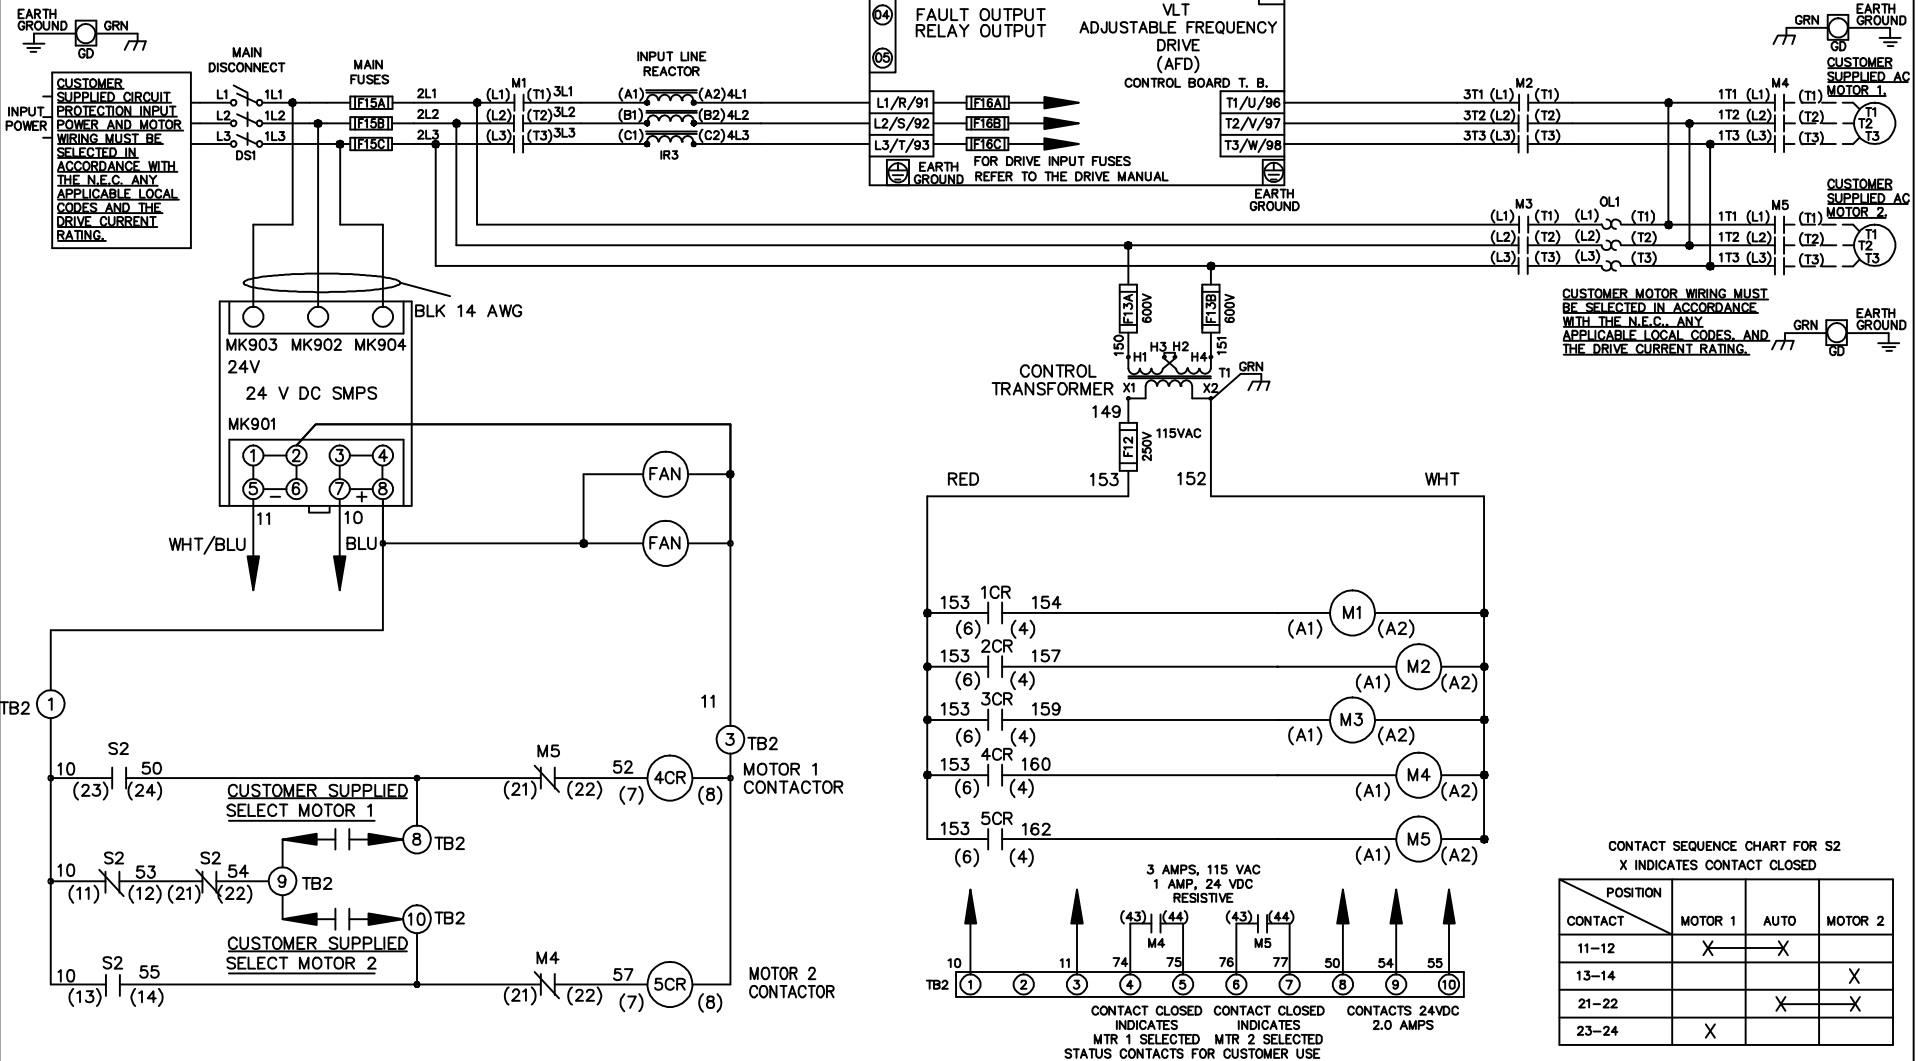 EARTH
GROUND
GRN
GD
MAIN
DISCONNECT
L1
1L1
L2
1L2
L3
1L3
DS1
INPUT
POWER
CUSTOMER
SUPPLIED CIRCUIT
PROTECTION INPUT
POWER AND MOTOR
WIRING MUST BE
SELECTED IN
ACCORDANCE WITH
THE N.E.C. ANY
APPLICABLE LOCAL
CODES AND THE
DRIVE CURRENT
RATING.
MAIN
FUSES
F15A
F15B
F15C
2L1
2L2
2L3
M1
(L1) (T1) 3L1
(L2) (T2) 3L2
(L3) (T3) 3L3
INPUT LINE
REACTOR
(A1) (A2) 4L1
(B1) (B2) 4L2
(C1) (C2) 4L3
IR3
04
05
FAULT OUTPUT
RELAY OUTPUT
VLT
ADJUSTABLE FREQUENCY
DRIVE
(AFD)
CONTROL BOARD T. B.
L1/R/91
L2/S/92
L3/T/93
F16A
F16B
F16C
T1/U/96
T2/V/97
T3/W/98
EARTH
GROUND
FOR DRIVE INPUT FUSES
REFER TO THE DRIVE MANUAL
EARTH
GROUND
M2
3T1 (L1) (T1)
3T2 (L2) (T2)
3T3 (L3) (T3)
M4
1T1 (L1) (T1)
1T2 (L2) (T2)
1T3 (L3) (T3)
GRN
GD
EARTH
GROUND
CUSTOMER
SUPPLIED AC
MOTOR 1.
T1
T2
T3
M3
(L1) (T1)
(L2) (T2)
(L3) (T3)
OL1
(L1) (T1)
(L2) (T2)
(L3) (T3)
M5
1T1 (L1) (T1)
1T2 (L2) (T2)
1T3 (L3) (T3)
CUSTOMER
SUPPLIED AC
MOTOR 2.
T1
T2
T3
CUSTOMER MOTOR WIRING MUST
BE SELECTED IN ACCORDANCE
WITH THE N.E.C., ANY
APPLICABLE LOCAL CODES, AND
THE DRIVE CURRENT RATING.
GRN
GD
EARTH
GROUND
BLK 14 AWG
MK903 MK902 MK904
24V
24 V DC SMPS
MK901
1 2 3 4
5 - 6 7 + 8
11
10
WHT/BLU
BLU
FAN
FAN
F13A
600V
F13B
600V
150
151
H1 H3 H2 H4
T1
GRN
CONTROL
TRANSFORMER
X1
X2
149
F12
250V
115VAC
153
152
RED
WHT
153 1CR 154
(6) (4)
M1
(A1) (A2)
153 2CR 157
(6) (4)
M2
(A1) (A2)
153 3CR 159
(6) (4)
M3
(A1) (A2)
153 4CR 160
(6) (4)
M4
(A1) (A2)
153 5CR 162
(6) (4)
M5
(A1) (A2)
TB2 1
11
3 TB2
10 S2 50
(23) (24)
M5
(21) (22)
52
(7)
4CR
(8)
MOTOR 1
CONTACTOR
CUSTOMER SUPPLIED
SELECT MOTOR 1
8 TB2
10 S2 53 S2 54
(11) (12) (21) (22)
9 TB2
10 TB2
CUSTOMER SUPPLIED
SELECT MOTOR 2
10 S2 55
(13) (14)
M4
(21) (22)
57
(7)
5CR
(8)
MOTOR 2
CONTACTOR
3 AMPS, 115 VAC
1 AMP, 24 VDC
RESISTIVE
(43) (44)
M4
(43) (44)
M5
10 11 74 75 76 77 50 54 55
TB2 1 2 3 4 5 6 7 8 9 10
CONTACT CLOSED
INDICATES
MTR 1 SELECTED
CONTACT CLOSED
INDICATES
MTR 2 SELECTED
STATUS CONTACTS FOR CUSTOMER USE
CONTACTS 24VDC
2.0 AMPS
CONTACT SEQUENCE CHART FOR S2
X INDICATES CONTACT CLOSED
POSITION
CONTACT MOTOR 1 AUTO MOTOR 2
11-12 X X
13-14 X
21-22 X X
23-24 X